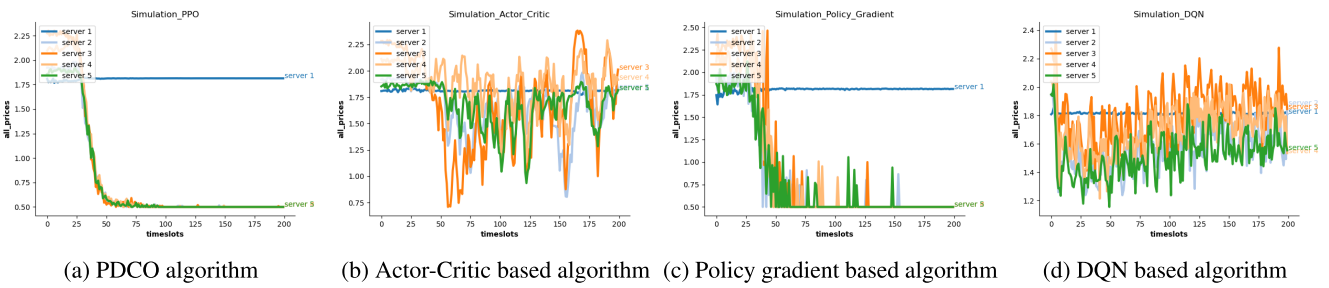 Simulation_PPO
2.25
2.00
1.75
1.50
1.25
1.00
0.75
0.50
all_prices
server 1
server 2
server 3
server 4
server 5
server 1
0 25 50 75 100 125 150 175 200
timeslots
(a) PDCO algorithm
Simulation_Actor_Critic
2.25
2.00
1.75
1.50
1.25
1.00
0.75
all_prices
server 1
server 2
server 3
server 4
server 5
server 3
server 4
0 25 50 75 100 125 150 175 200
timeslots
(b) Actor-Critic based algorithm
Simulation_Policy_Gradient
2.50
2.25
2.00
1.75
1.50
1.25
1.00
0.75
0.50
all_prices
server 1
server 2
server 3
server 4
server 5
server 1
0 25 50 75 100 125 150 175 200
timeslots
(c) Policy gradient based algorithm
Simulation_DQN
2.4
2.2
2.0
1.8
1.6
1.4
1.2
all_prices
server 1
server 2
server 3
server 4
server 5
server 1
server 5
0 25 50 75 100 125 150 175 200
timeslots
(d) DQN based algorithm